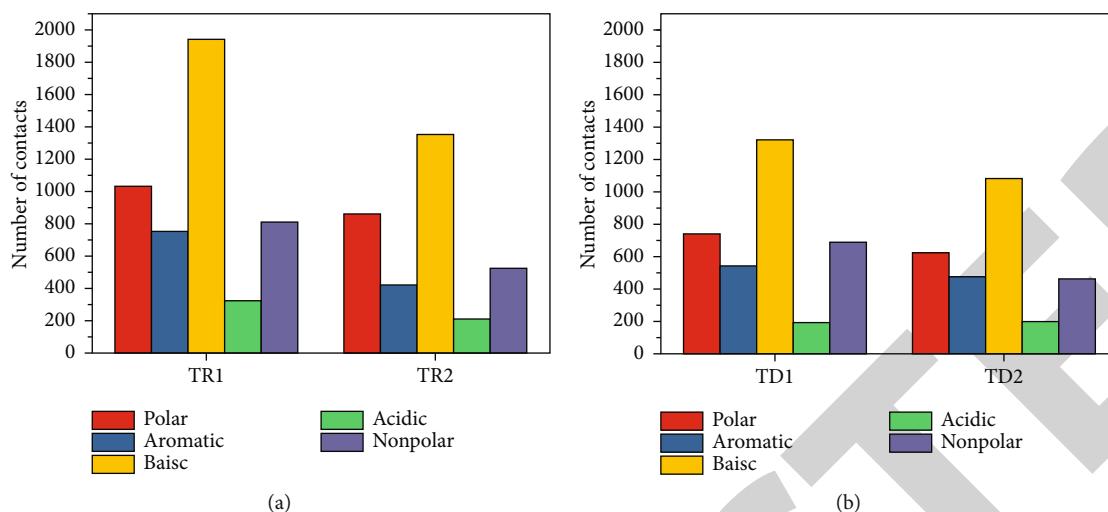 Number of contacts
2000
1800
1600
1400
1200
1000
800
600
400
200
0
TR1 TR2
Polar Acidic
Aromatic Nonpolar
Baisc
(a)
Number of contacts
2000
1800
1600
1400
1200
1000
800
600
400
200
0
TD1 TD2
Polar Acidic
Aromatic Nonpolar
Baisc
(b)